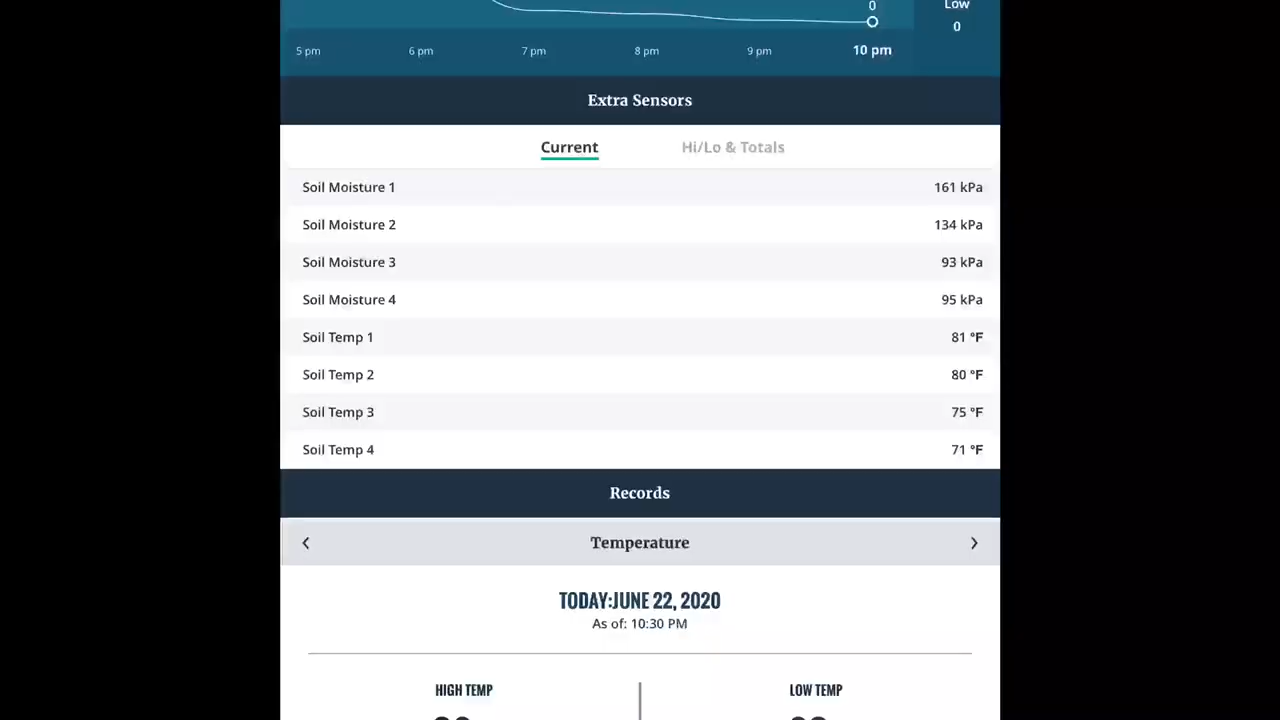 0
Low
0
5 pm 6 pm 7 pm 8 pm 9 pm 10 pm
Extra Sensors
Current Hi/Lo & Totals
Soil Moisture 1 161 kPa
Soil Moisture 2 134 kPa
Soil Moisture 3 93 kPa
Soil Moisture 4 95 kPa
Soil Temp 1 81 °F
Soil Temp 2 80 °F
Soil Temp 3 75 °F
Soil Temp 4 71 °F
Records
Temperature
TODAY:JUNE 22, 2020
As of: 10:30 PM
HIGH TEMP LOW TEMP